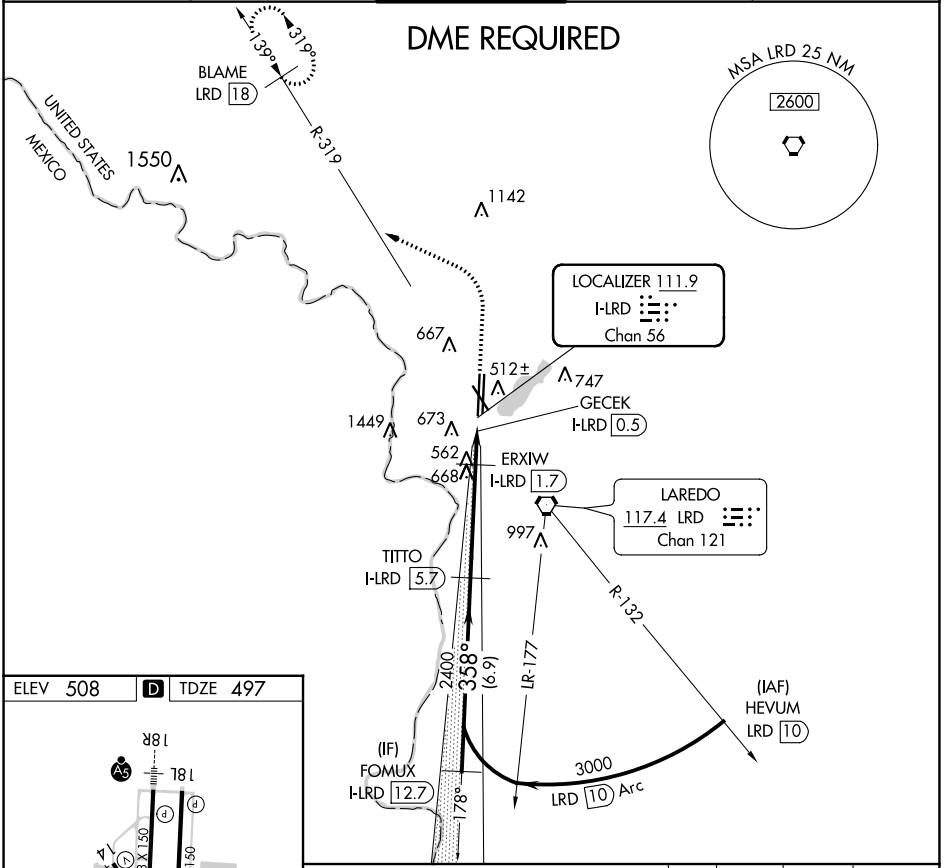 DME REQUIRED
139°
319°
BLAME
LRD 18
R-319
MSA LRD 25 NM
2600
UNITED STATES
MEXICO
1550
1142
LOCALIZER 111.9
I-LRD
Chan 56
667
512±
747
GECEK
I-LRD 0.5
1449
673
562
668
ERXIW
I-LRD 1.7
LAREDO
117.4 LRD
Chan 121
997
TITTO
I-LRD 5.7
R-132
LR-177
2400
358°
(6.9)
(IAF)
HEVUM
LRD 10
3000
LRD 10 Arc
(IF)
FOMUX
I-LRD 12.7
178°
ELEV 508
D
TDZE 497
18R
18L
A5
P
P
V
14
X 150
150